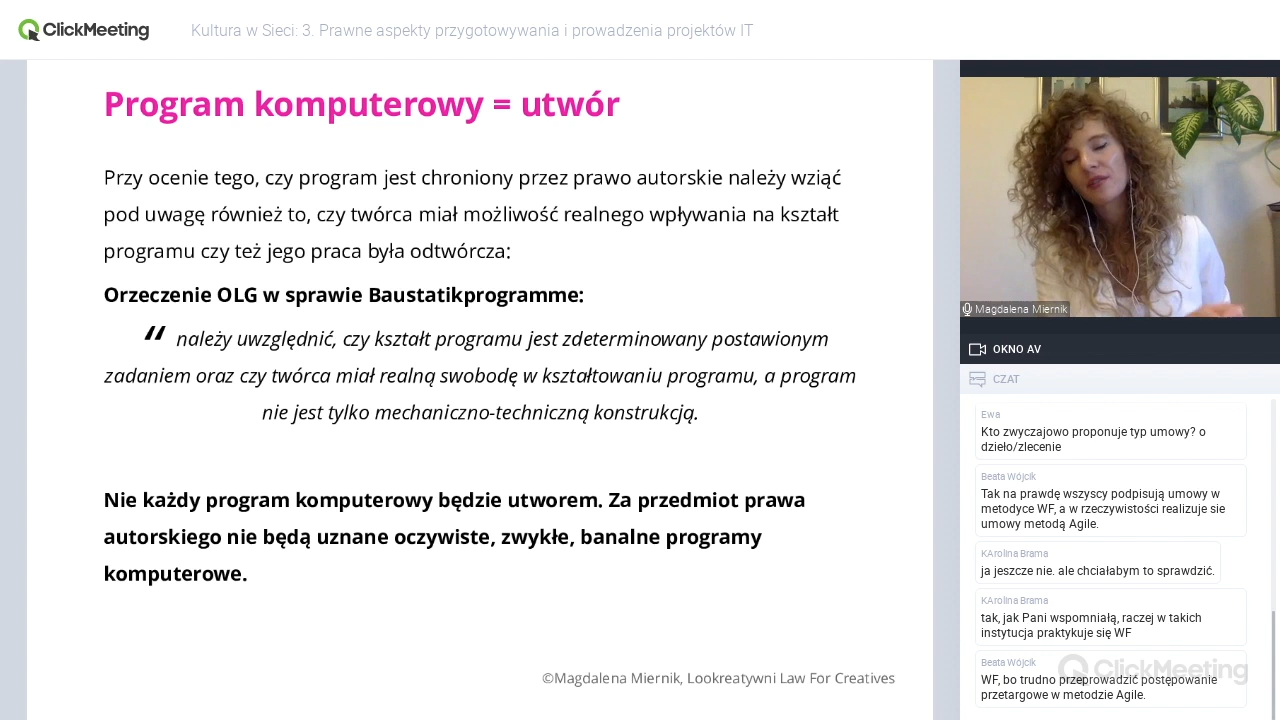 ClickMeeting
Kultura w Sieci: 3. Prawne aspekty przygotowywania i prowadzenia projektów IT
Program komputerowy = utwór
Przy ocenie tego, czy program jest chroniony przez prawo autorskie należy wziąć
pod uwagę również to, czy twórca miał możliwość realnego wpływania na kształt
programu czy też jego praca była odtwórcza:
Orzeczenie OLG w sprawie Baustatikprogramme:
“ należy uwzględnić, czy kształt programu jest zdeterminowany postawionym
zadaniem oraz czy twórca miał realną swobodę w kształtowaniu programu, a program
nie jest tylko mechaniczno-techniczną konstrukcją.
Nie każdy program komputerowy będzie utworem. Za przedmiot prawa
autorskiego nie będą uznane oczywiste, zwykłe, banalne programy
komputerowe.
©Magdalena Miernik, Lookreatywni Law For Creatives
Magdalena Miernik
OKNO AV
CZAT
Ewa
Kto zwyczajowo proponuje typ umowy? o
dzieło/zlecenie
Beata Wójcik
Tak na prawdę wszyscy podpisują umowy w
metodyce WF, a w rzeczywistości realizuje sie
umowy metodą Agile.
KArolina Brama
ja jeszcze nie. ale chciałabym to sprawdzić.
KArolina Brama
tak, jak Pani wspomniałą, raczej w takich
instytucja praktykuje się WF
Beata Wójcik
WF, bo trudno przeprowadzić postępowanie
przetargowe w metodzie Agile.
ClickMeeting